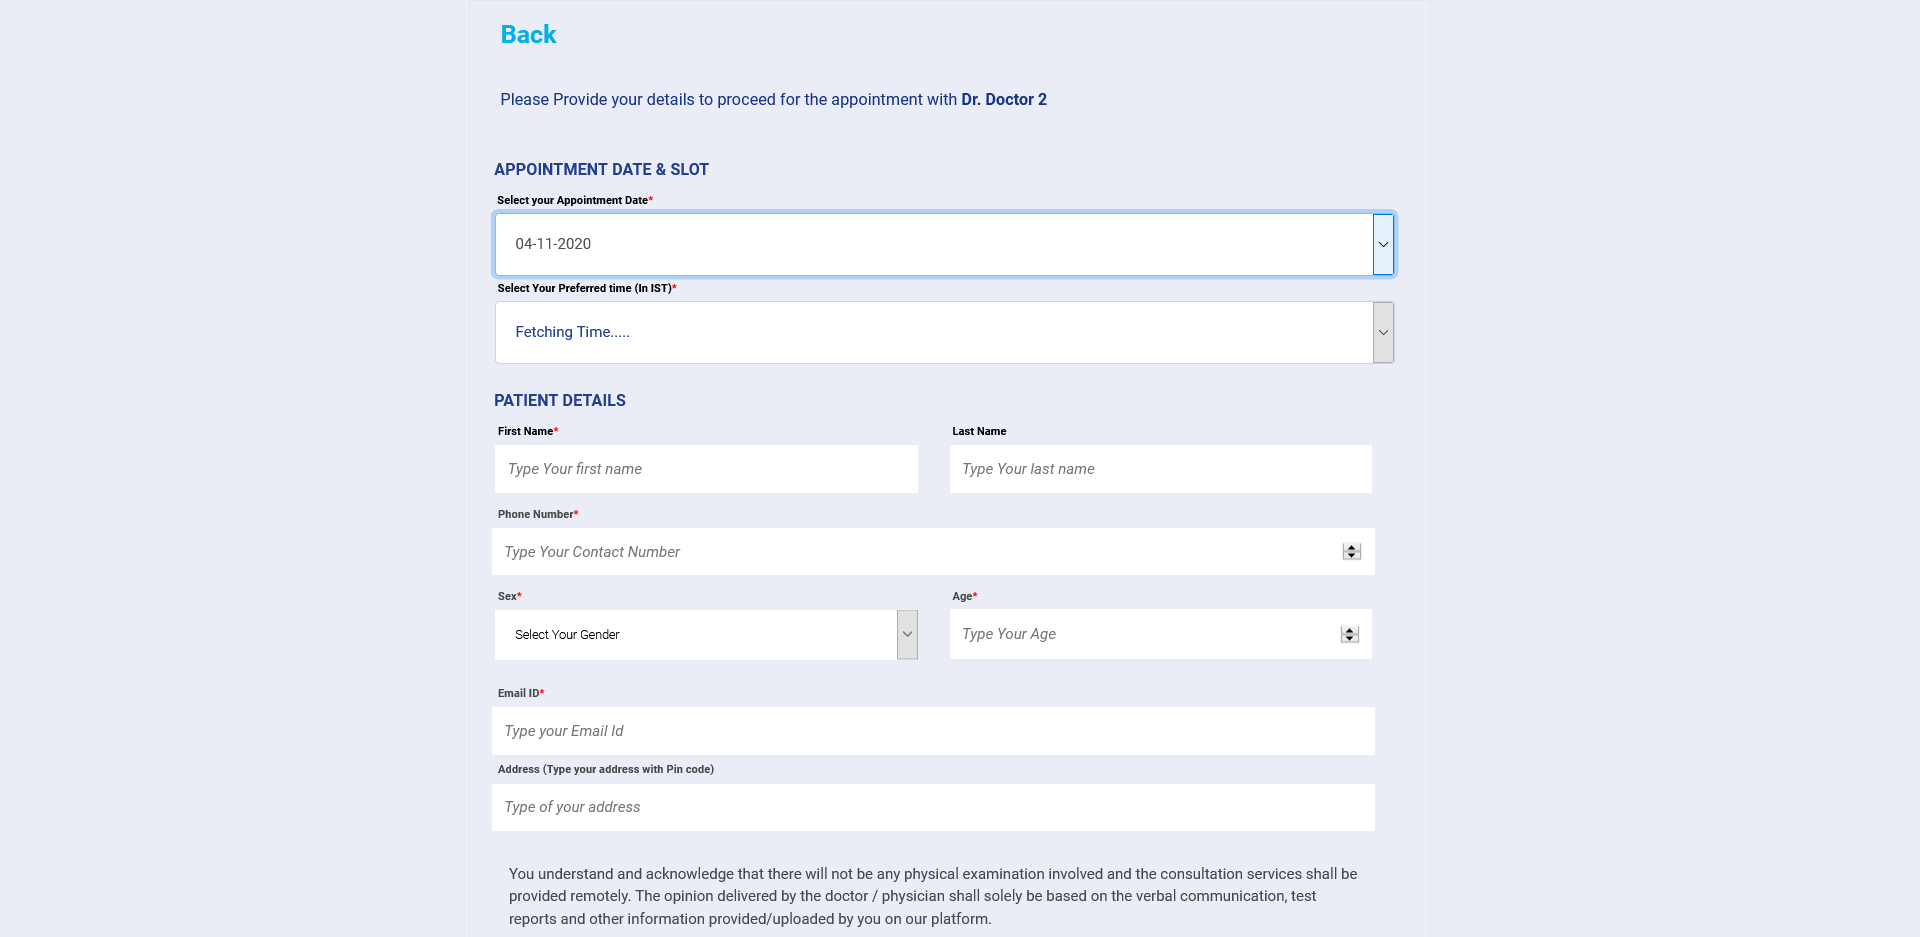 Back
Please Provide your details to proceed for the appointment with Dr. Doctor 2
APPOINTMENT DATE & SLOT
Select your Appointment Date*
04-11-2020
Select Your Preferred time (In IST)*
Fetching Time.....
PATIENT DETAILS
First Name*
Last Name
Type Your first name
Type Your last name
Phone Number*
Type Your Contact Number
Sex*
Age*
Select Your Gender
Type Your Age
Email ID*
Type your Email Id
Address (Type your address with Pin code)
Type of your address
You understand and acknowledge that there will not be any physical examination involved and the consultation services shall be
provided remotely. The opinion delivered by the doctor / physician shall solely be based on the verbal communication, test
reports and other information provided/uploaded by you on our platform.